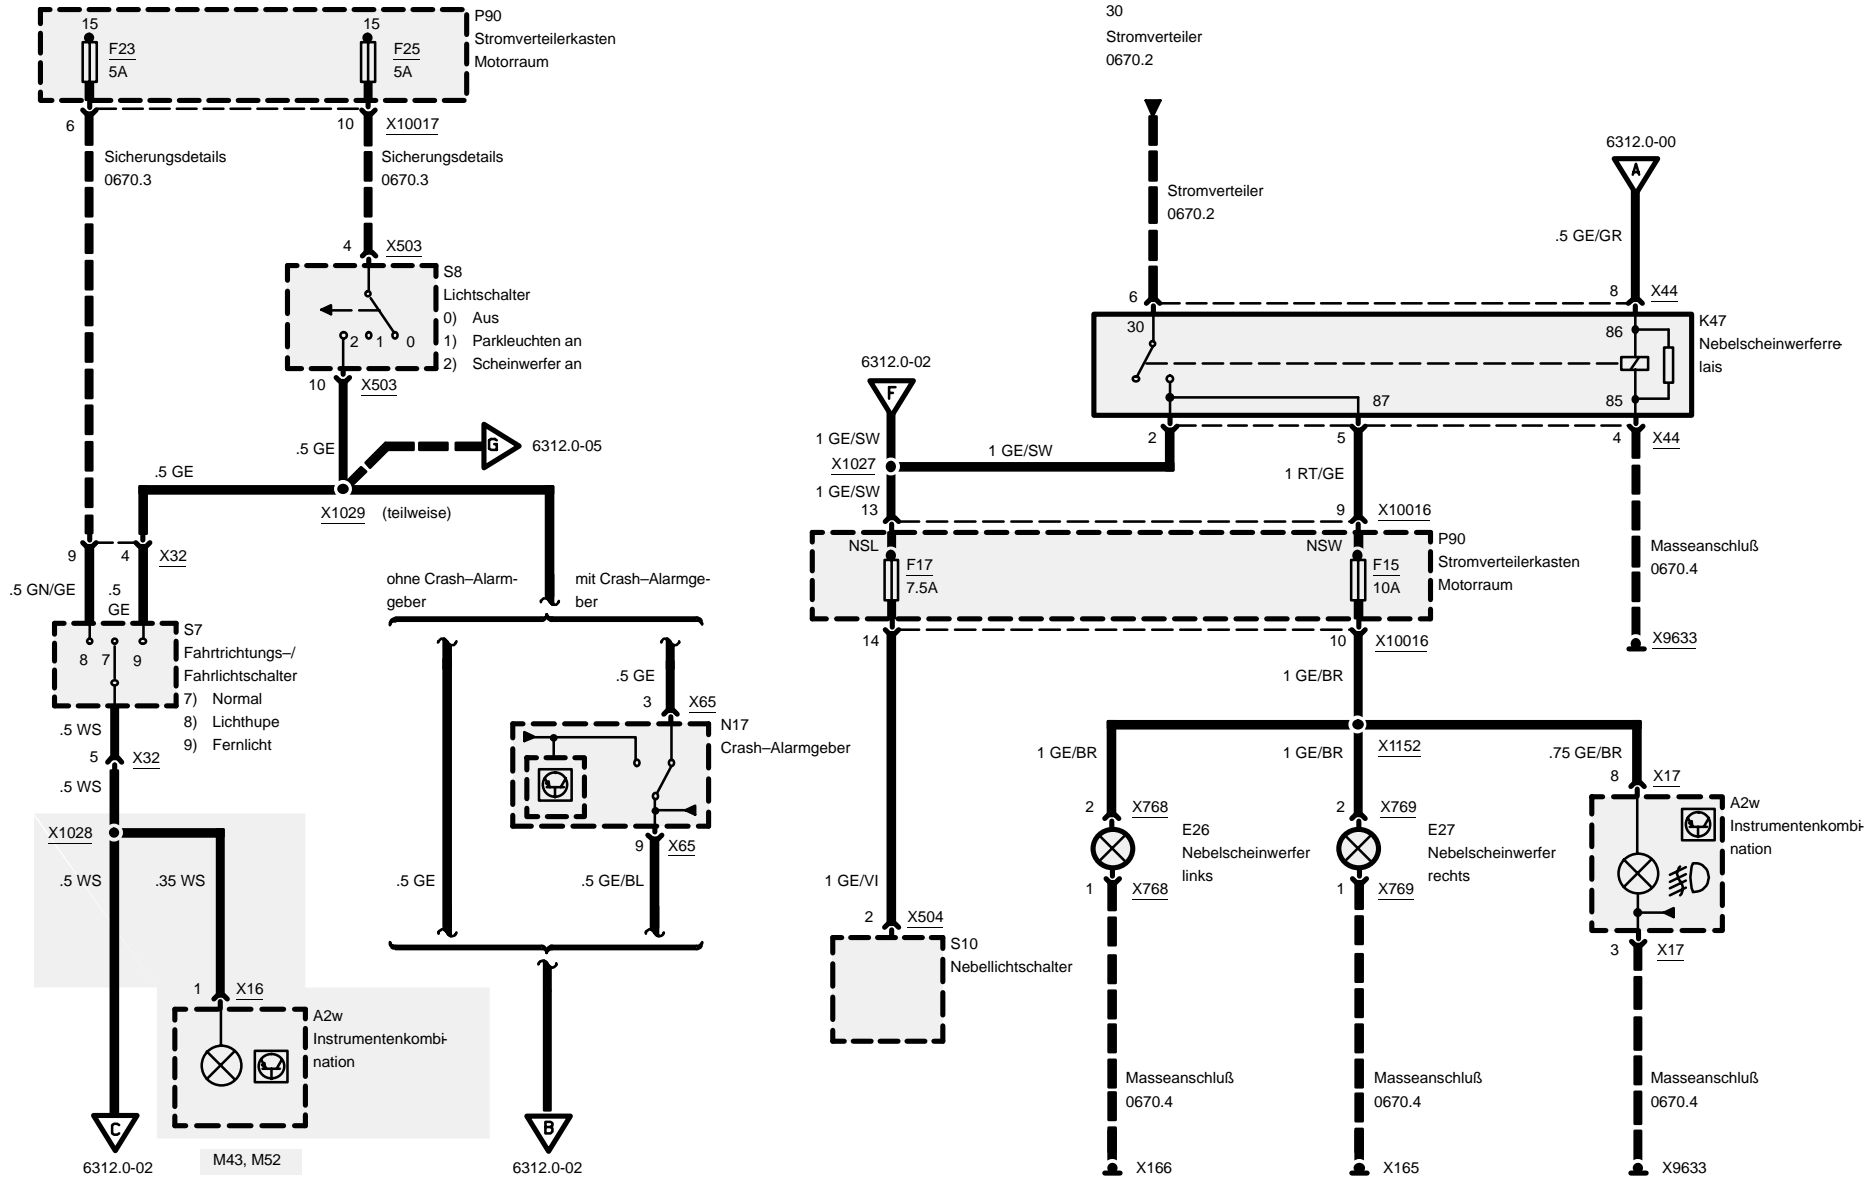 15
F23
5A
15
F25
5A
P90
Stromverteilerkasten
Motorraum
6
10
X10017
Sicherungsdetails
0670.3
Sicherungsdetails
0670.3
4
X503
S8
Lichtschalter
0) Aus
1) Parkleuchten an
2) Scheinwerfer an
2 1 0
10
X503
.5 GE
G
6312.0-05
.5 GE
X1029 (teilweise)
9
4
X32
.5 GN/GE
.5
GE
S7
Fahrtrichtungs–/
Fahrlichtschalter
7) Normal
8) Lichthupe
9) Fernlicht
8 7 9
.5 WS
5
X32
.5 WS
X1028
.5 WS
.35 WS
1
X16
A2w
Instrumentenkombi-
nation
C
6312.0-02
M43, M52
ohne Crash–Alarm-
geber
mit Crash–Alarmge-
ber
.5 GE
3
X65
N17
Crash–Alarmgeber
9
X65
.5 GE
.5 GE/BL
B
6312.0-02
30
Stromverteiler
0670.2
Stromverteiler
0670.2
6312.0-00
A
.5 GE/GR
6
8
X44
30
86
K47
Nebelscheinwerferre-
lais
87
85
2
5
4
X44
6312.0-02
F
1 GE/SW
1 GE/SW
X1027
1 GE/SW
1 RT/GE
13
9
X10016
NSL
F17
7.5A
NSW
F15
10A
P90
Stromverteilerkasten
Motorraum
Masseanschluß
0670.4
X9633
14
10
X10016
1 GE/BR
1 GE/BR
1 GE/BR
X1152
.75 GE/BR
2
X768
E26
Nebelscheinwerfer
links
1
X768
2
X769
E27
Nebelscheinwerfer
rechts
1
X769
8
X17
A2w
Instrumentenkombi-
nation
3
X17
1 GE/VI
2
X504
S10
Nebellichtschalter
Masseanschluß
0670.4
X166
Masseanschluß
0670.4
X165
Masseanschluß
0670.4
X9633